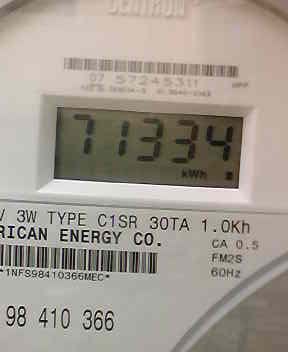 CENTRON
07 57245311
71334
kWh
V 3W TYPE C1SR 30TA 1.0Kh
RICAN ENERGY CO.
CA 0.5
FM2S
60Hz
*1NFS98410366MEC*
98 410 366